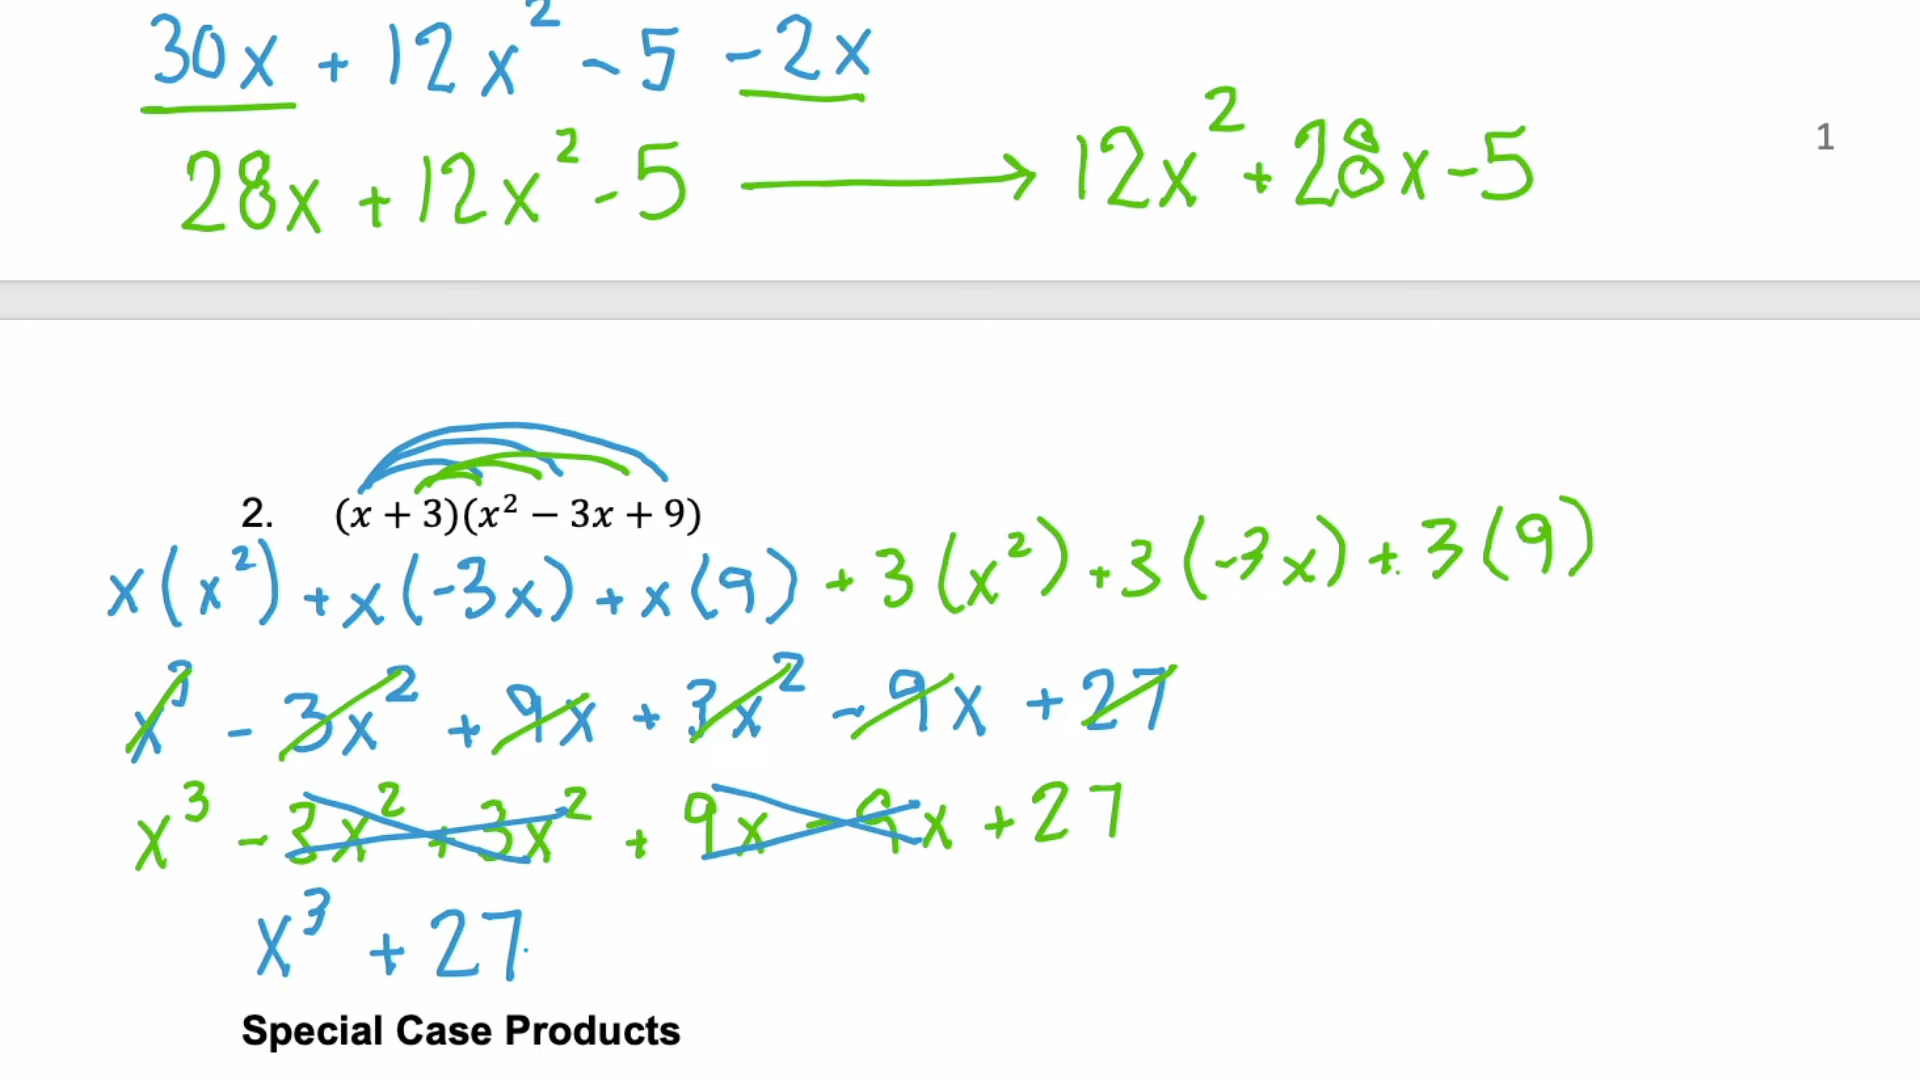 30x + 12x² - 5 - 2x
28x + 12x² - 5 → 12x² + 28x - 5
1
2. (x + 3)(x² − 3x + 9)
x(x²) + x(-3x) + x(9) + 3(x²) + 3(-3x) + 3(9)
x³ - 3x² + 9x + 3x² - 9x + 27
x³ - 3x² + 3x² + 9x - 9x + 27
x³ + 27
Special Case Products